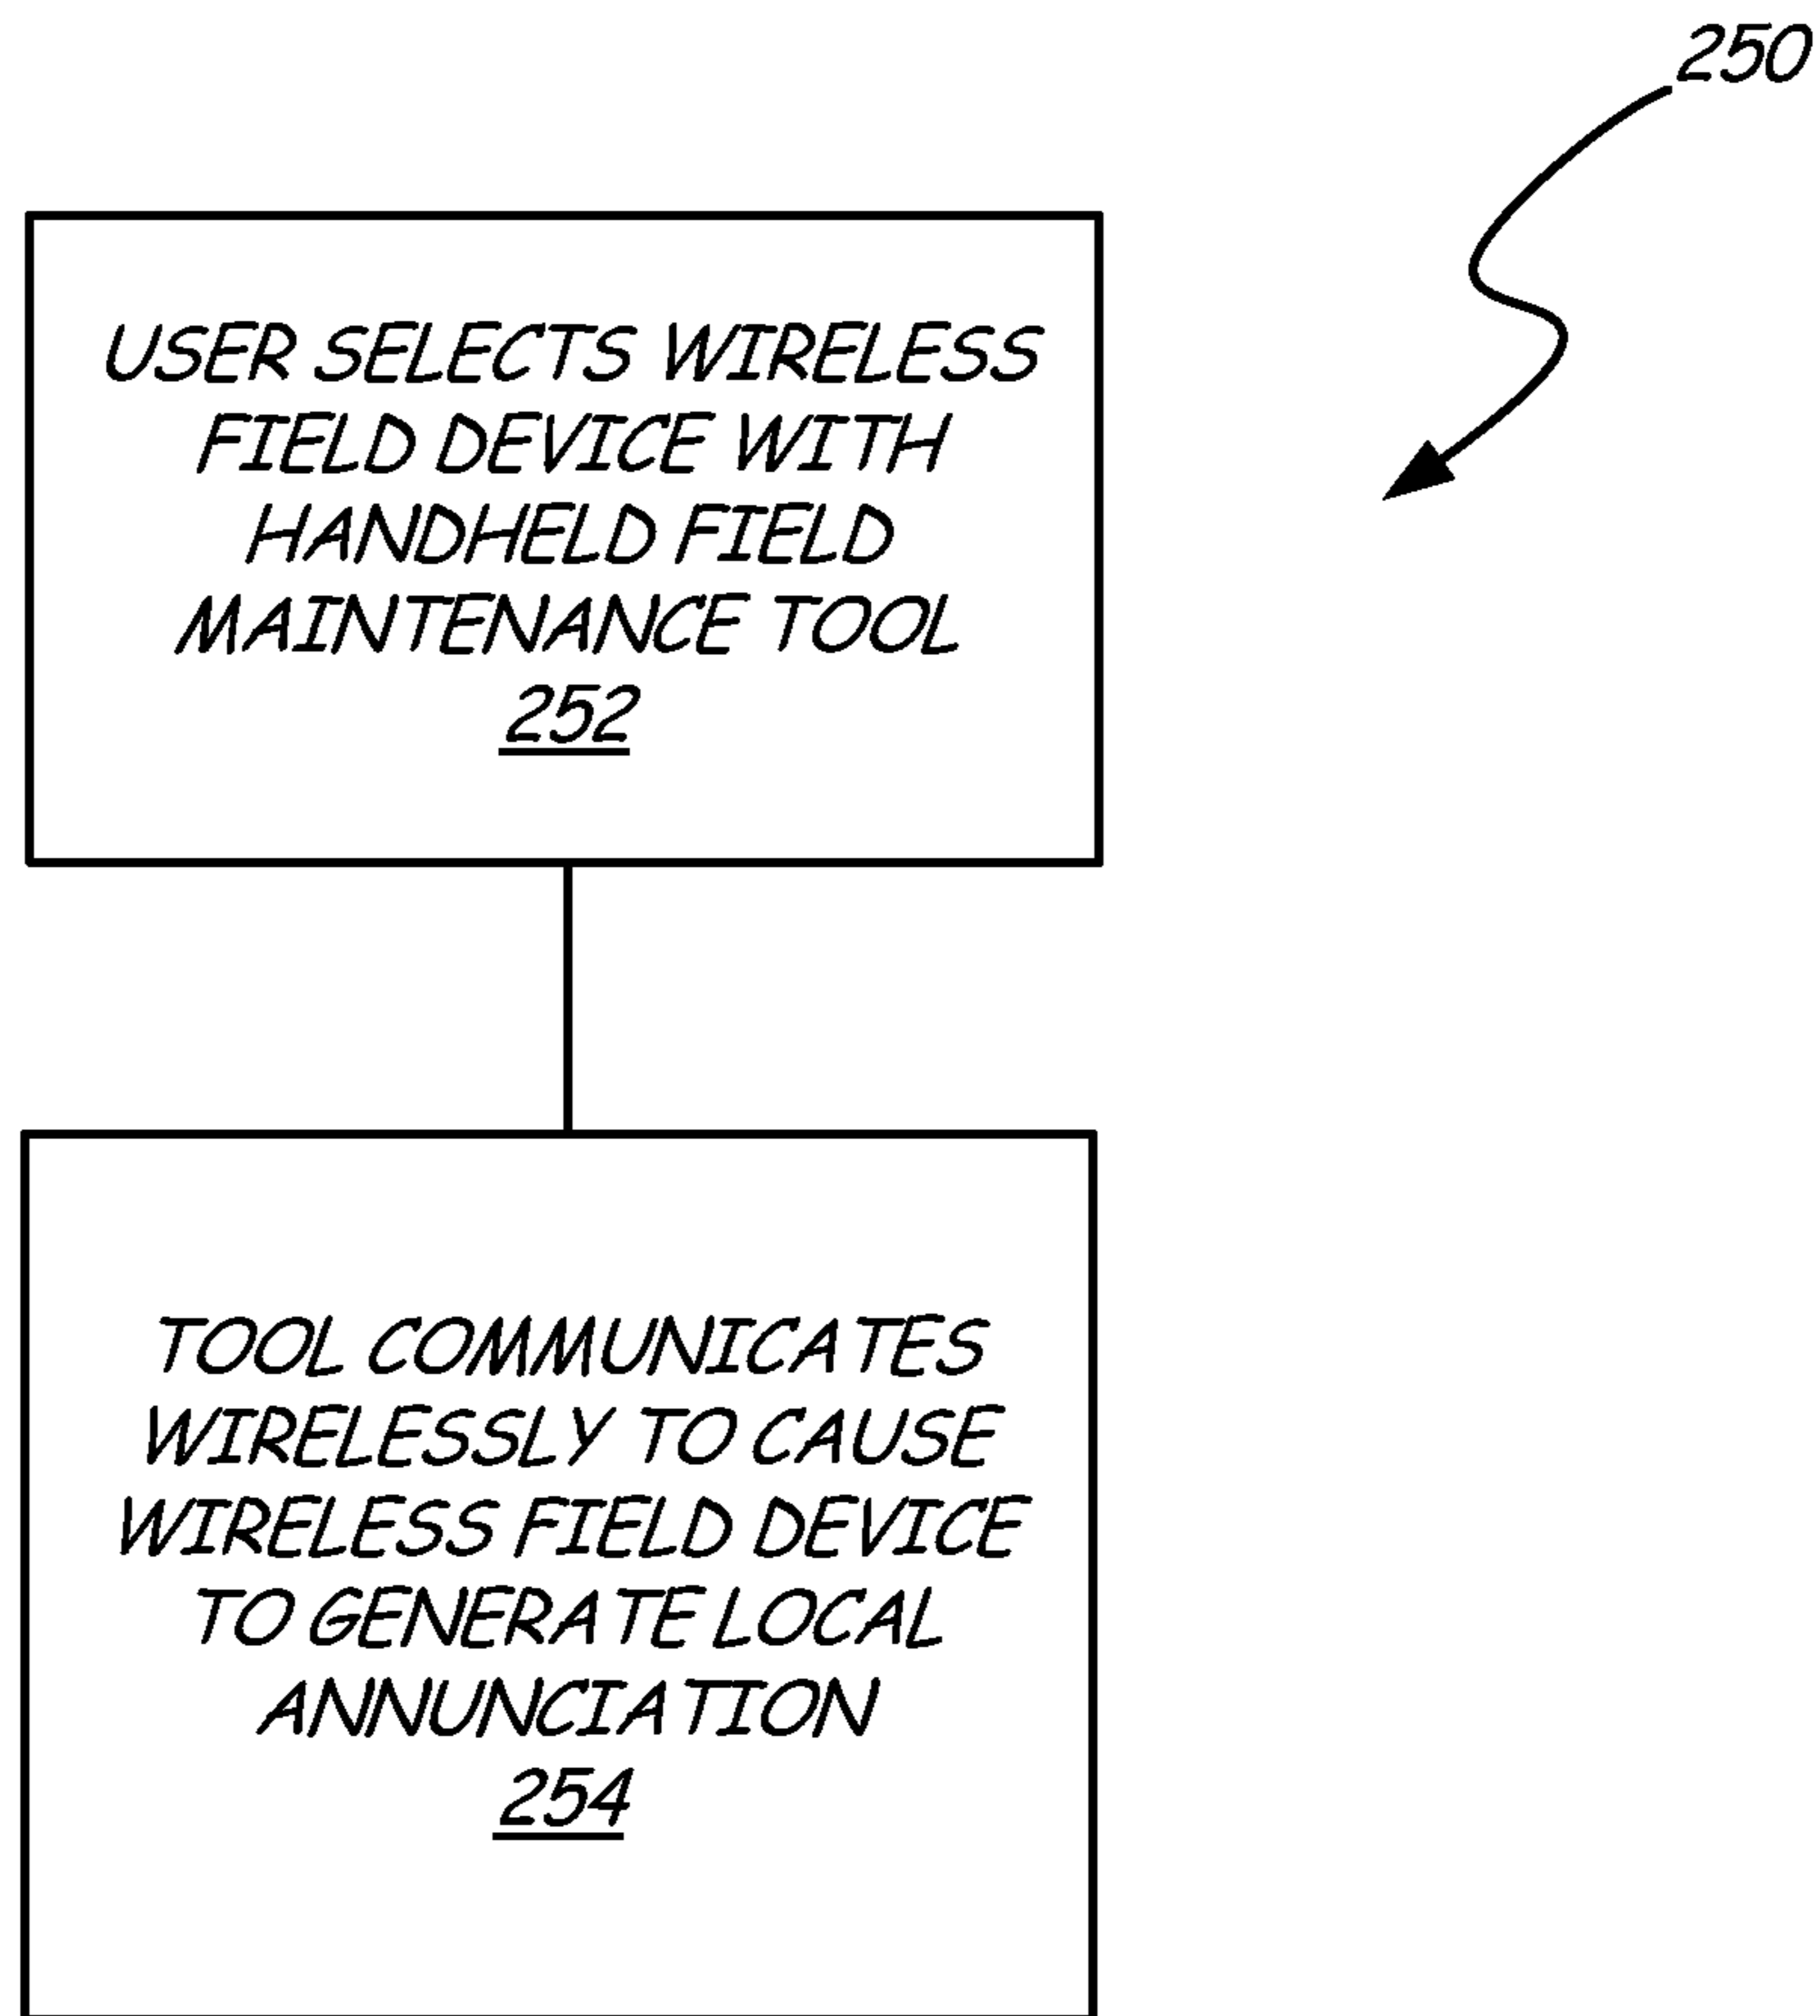 250
USER SELECTS WIRELESS
FIELD DEVICE WITH
HANDHELD FIELD
MAINTENANCE TOOL
252
TOOL COMMUNICATES
WIRELESSLY TO CAUSE
WIRELESS FIELD DEVICE
TO GENERATE LOCAL
ANNUNCIATION
254